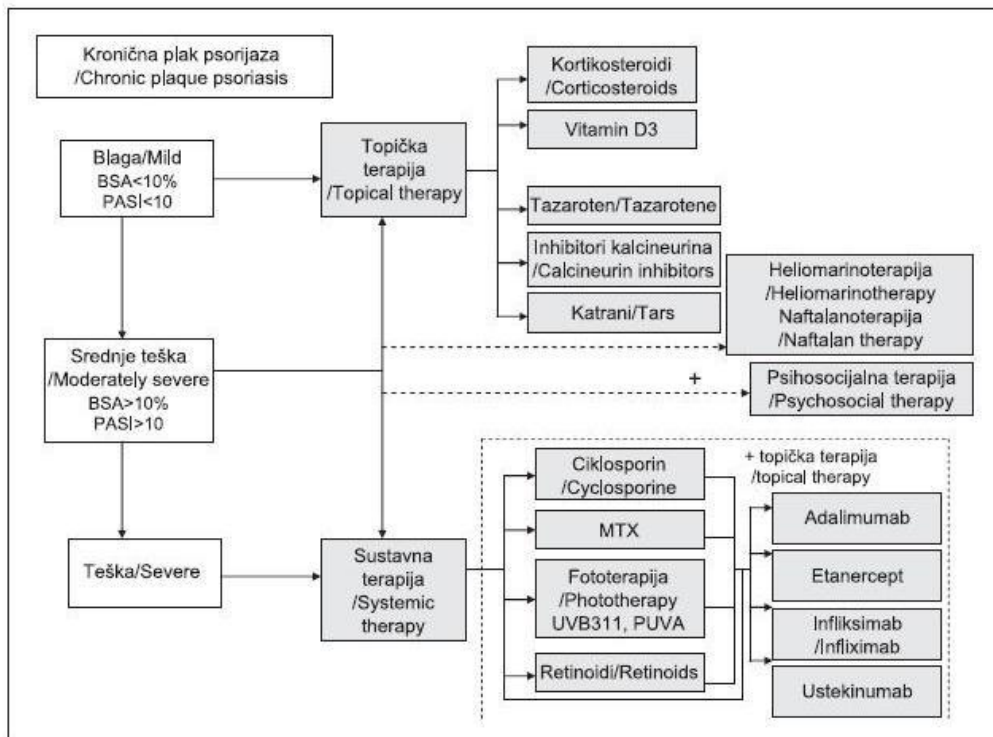 Kronična plak psorijaza
/Chronic plaque psoriasis
Blaga/Mild
BSA<10%
PASI<10
Topička
terapija
/Topical therapy
Kortikosteroidi
/Corticosteroids
Vitamin D3
Tazaroten/Tazarotene
Inhibitori kalcineurina
/Calcineurin inhibitors
Katrani/Tars
Heliomarinoterapija
/Heliomarinotherapy
Naftalanoterapija
/Naftalan therapy
Srednje teška
/Moderately severe
BSA>10%
PASI>10
+
Psihosocijalna terapija
/Psychosocial therapy
Teška/Severe
Sustavna
terapija
/Systemic
therapy
Ciklosporin
/Cyclosporine
MTX
Fototerapija
/Phototherapy
UVB311, PUVA
Retinoidi/Retinoids
+ topička terapija
/topical therapy
Adalimumab
Etanercept
Infliksimab
/Infliximab
Ustekinumab